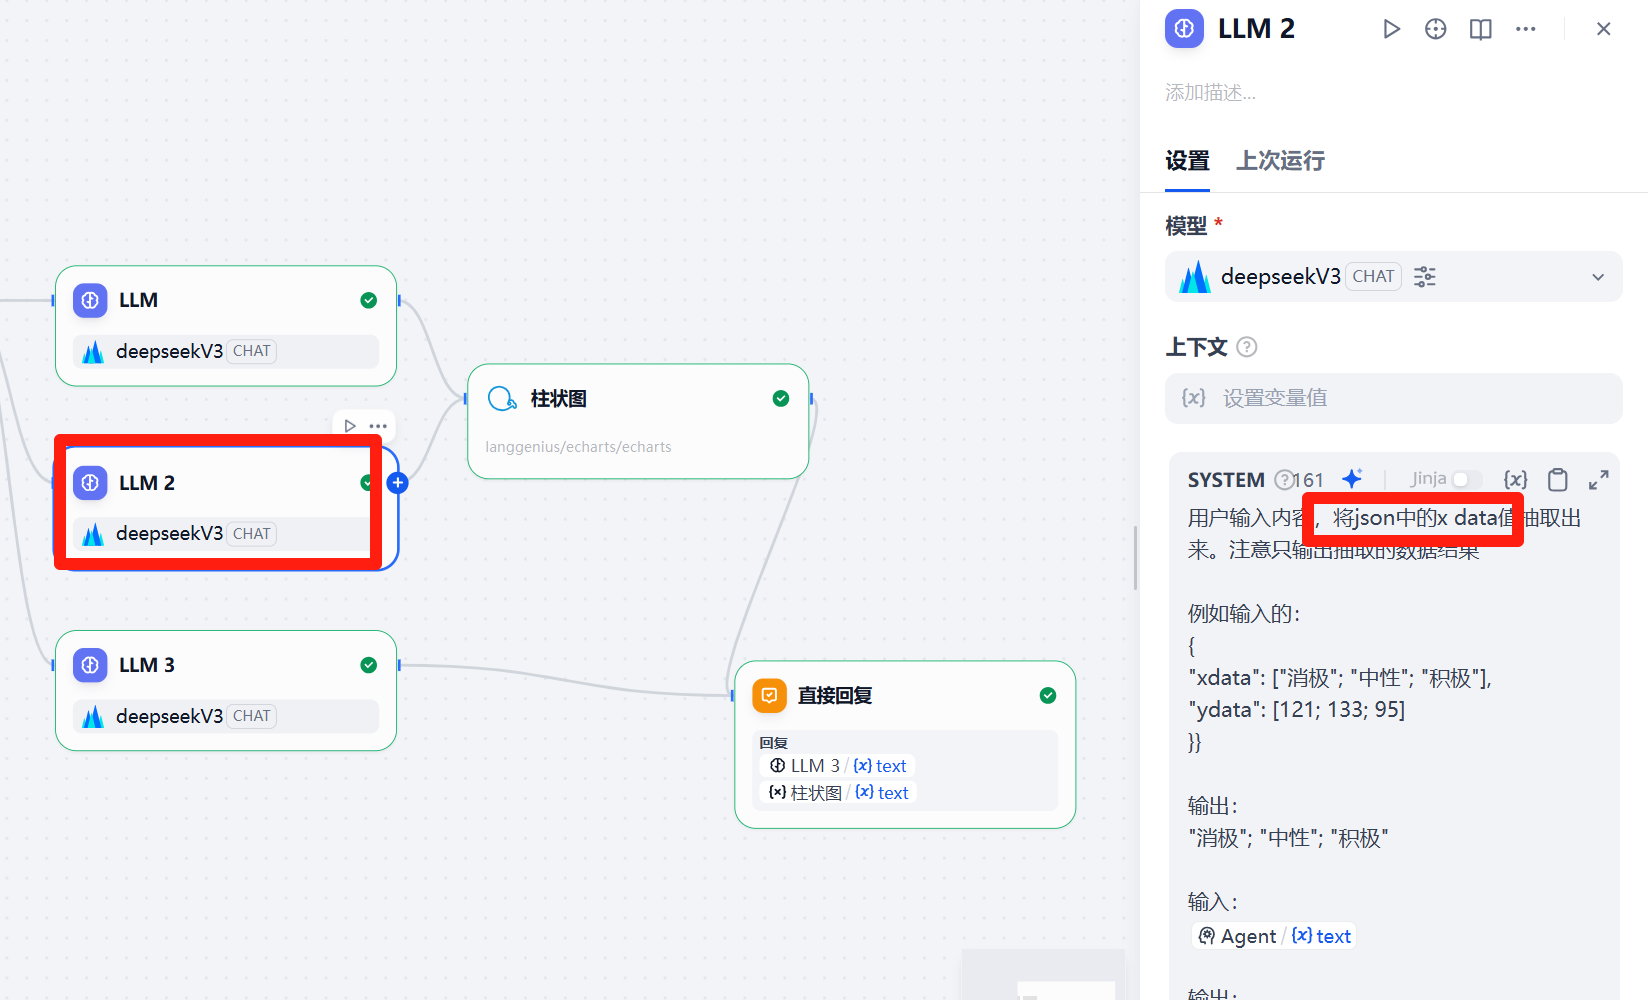 LLM
deepseekV3 CHAT
LLM 2
deepseekV3 CHAT
LLM 3
deepseekV3 CHAT
柱状图
langgenius/echarts/echarts
直接回复
回复
LLM 3 / {x} text
{x} 柱状图 / {x} text
LLM 2
添加描述...
设置 上次运行
模型 *
deepseekV3 CHAT
上下文 ?
{x} 设置变量值
SYSTEM ? 161 Jinja {x}
用户输入内容，将json中的x data值抽取出
来。注意只输出抽取的数据结果
例如输入的：
{
"xdata": ["消极"; "中性"; "积极"],
"ydata": [121; 133; 95]
}}
输出：
"消极"; "中性"; "积极"
输入：
Agent / {x} text
输出：